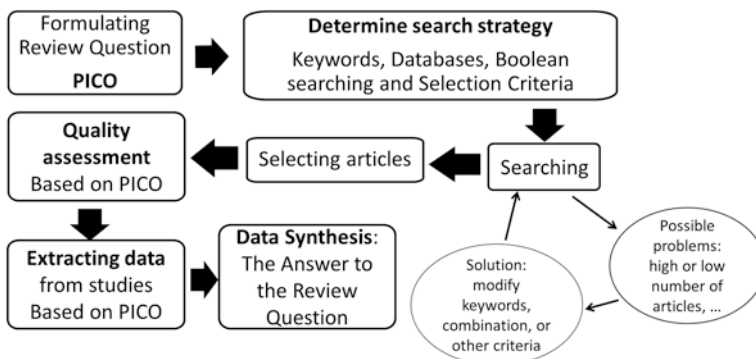 Formulating
Review Question
PICO
Determine search strategy
Keywords, Databases, Boolean
searching and Selection Criteria
Quality
assessment
Based on PICO
Selecting articles
Searching
Extracting data
from studies
Based on PICO
Data Synthesis:
The Answer to
the Review
Question
Solution:
modify
keywords,
combination, or
other criteria
Possible
problems:
high or low
number of
articles, ...